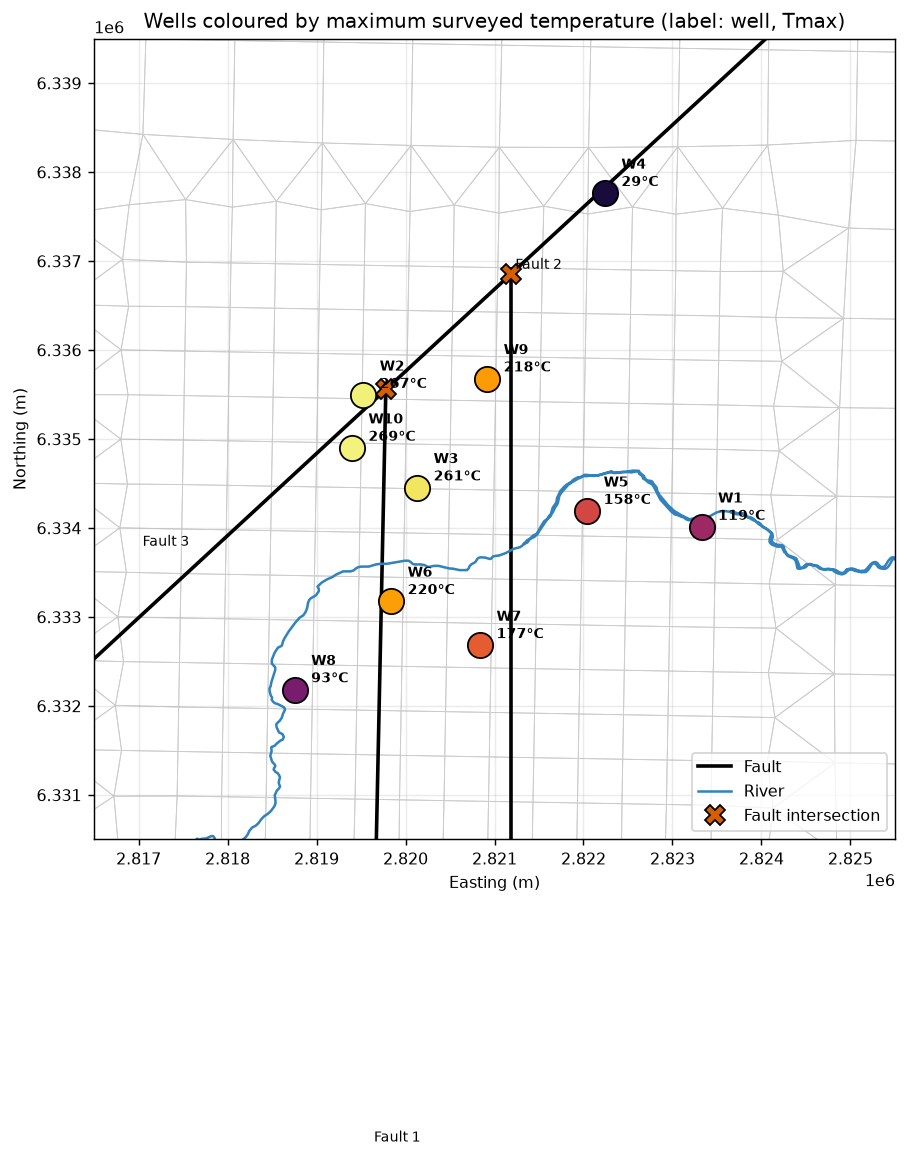 Wells coloured by maximum surveyed temperature (label: well, Tmax)
1e6
6.339
6.338
6.337
6.336
6.335
6.334
6.333
6.332
6.331
Northing (m)
W4
29°C
Fault 2
W9
218°C
W2
W10
269°C
W3
261°C
W5
158°C
W1
119°C
Fault 3
W6
220°C
W7
177°C
W8
93°C
Fault
River
Fault intersection
2.817 2.818 2.819 2.820 2.821 2.822 2.823 2.824 2.825
Easting (m)
1e6
Fault 1